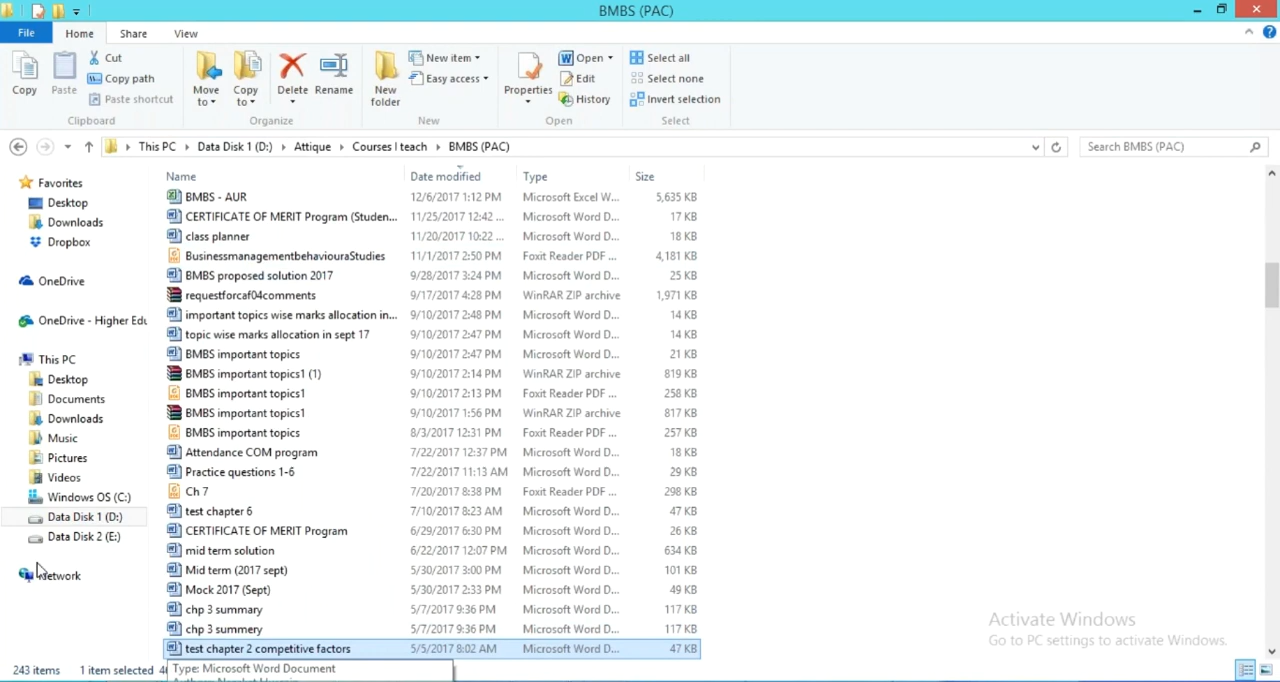 BMBS (PAC)
File Home Share View
Copy Paste Cut Copy path Paste shortcut Clipboard
Move to Copy to Delete Rename Organize
New folder New item Easy access New
Properties Open Edit History Open
Select all Select none Invert selection Select
This PC Data Disk 1 (D:) Attique Courses I teach BMBS (PAC) Search BMBS (PAC)
Favorites
Desktop
Downloads
Dropbox
OneDrive
OneDrive - Higher Edu
This PC
Desktop
Documents
Downloads
Music
Pictures
Videos
Windows OS (C:)
Data Disk 1 (D:)
Data Disk 2 (E:)
Network
Name Date modified Type Size
BMBS - AUR 12/6/2017 1:12 PM Microsoft Excel W... 5,635 KB
CERTIFICATE OF MERIT Program (Studen... 11/25/2017 12:42 ... Microsoft Word D... 17 KB
class planner 11/20/2017 10:22 ... Microsoft Word D... 18 KB
BusinessmanagementbehaviouraStudies 11/1/2017 2:50 PM Foxit Reader PDF ... 4,181 KB
BMBS proposed solution 2017 9/28/2017 3:24 PM Microsoft Word D... 25 KB
requestforcaf04comments 9/17/2017 4:28 PM WinRAR ZIP archive 1,971 KB
important topics wise marks allocation in... 9/10/2017 2:48 PM Microsoft Word D... 14 KB
topic wise marks allocation in sept 17 9/10/2017 2:47 PM Microsoft Word D... 14 KB
BMBS important topics 9/10/2017 2:47 PM Microsoft Word D... 21 KB
BMBS important topics1 (1) 9/10/2017 2:14 PM WinRAR ZIP archive 819 KB
BMBS important topics1 9/10/2017 2:13 PM Foxit Reader PDF ... 258 KB
BMBS important topics1 9/10/2017 1:56 PM WinRAR ZIP archive 817 KB
BMBS important topics 8/3/2017 12:31 PM Foxit Reader PDF ... 257 KB
Attendance COM program 7/22/2017 12:37 PM Microsoft Word D... 18 KB
Practice questions 1-6 7/22/2017 11:13 AM Microsoft Word D... 29 KB
Ch 7 7/20/2017 8:38 PM Foxit Reader PDF ... 298 KB
test chapter 6 7/10/2017 8:23 AM Microsoft Word D... 47 KB
CERTIFICATE OF MERIT Program 6/29/2017 6:30 PM Microsoft Word D... 26 KB
mid term solution 6/22/2017 12:07 PM Microsoft Word D... 634 KB
Mid term (2017 sept) 5/30/2017 3:00 PM Microsoft Word D... 101 KB
Mock 2017 (Sept) 5/30/2017 2:33 PM Microsoft Word D... 49 KB
chp 3 summary 5/7/2017 9:36 PM Microsoft Word D... 117 KB
chp 3 summery 5/7/2017 9:36 PM Microsoft Word D... 117 KB
test chapter 2 competitive factors 5/5/2017 8:02 AM Microsoft Word D... 47 KB
Type: Microsoft Word Document
Activate Windows
Go to PC settings to activate Windows.
243 items 1 item selected